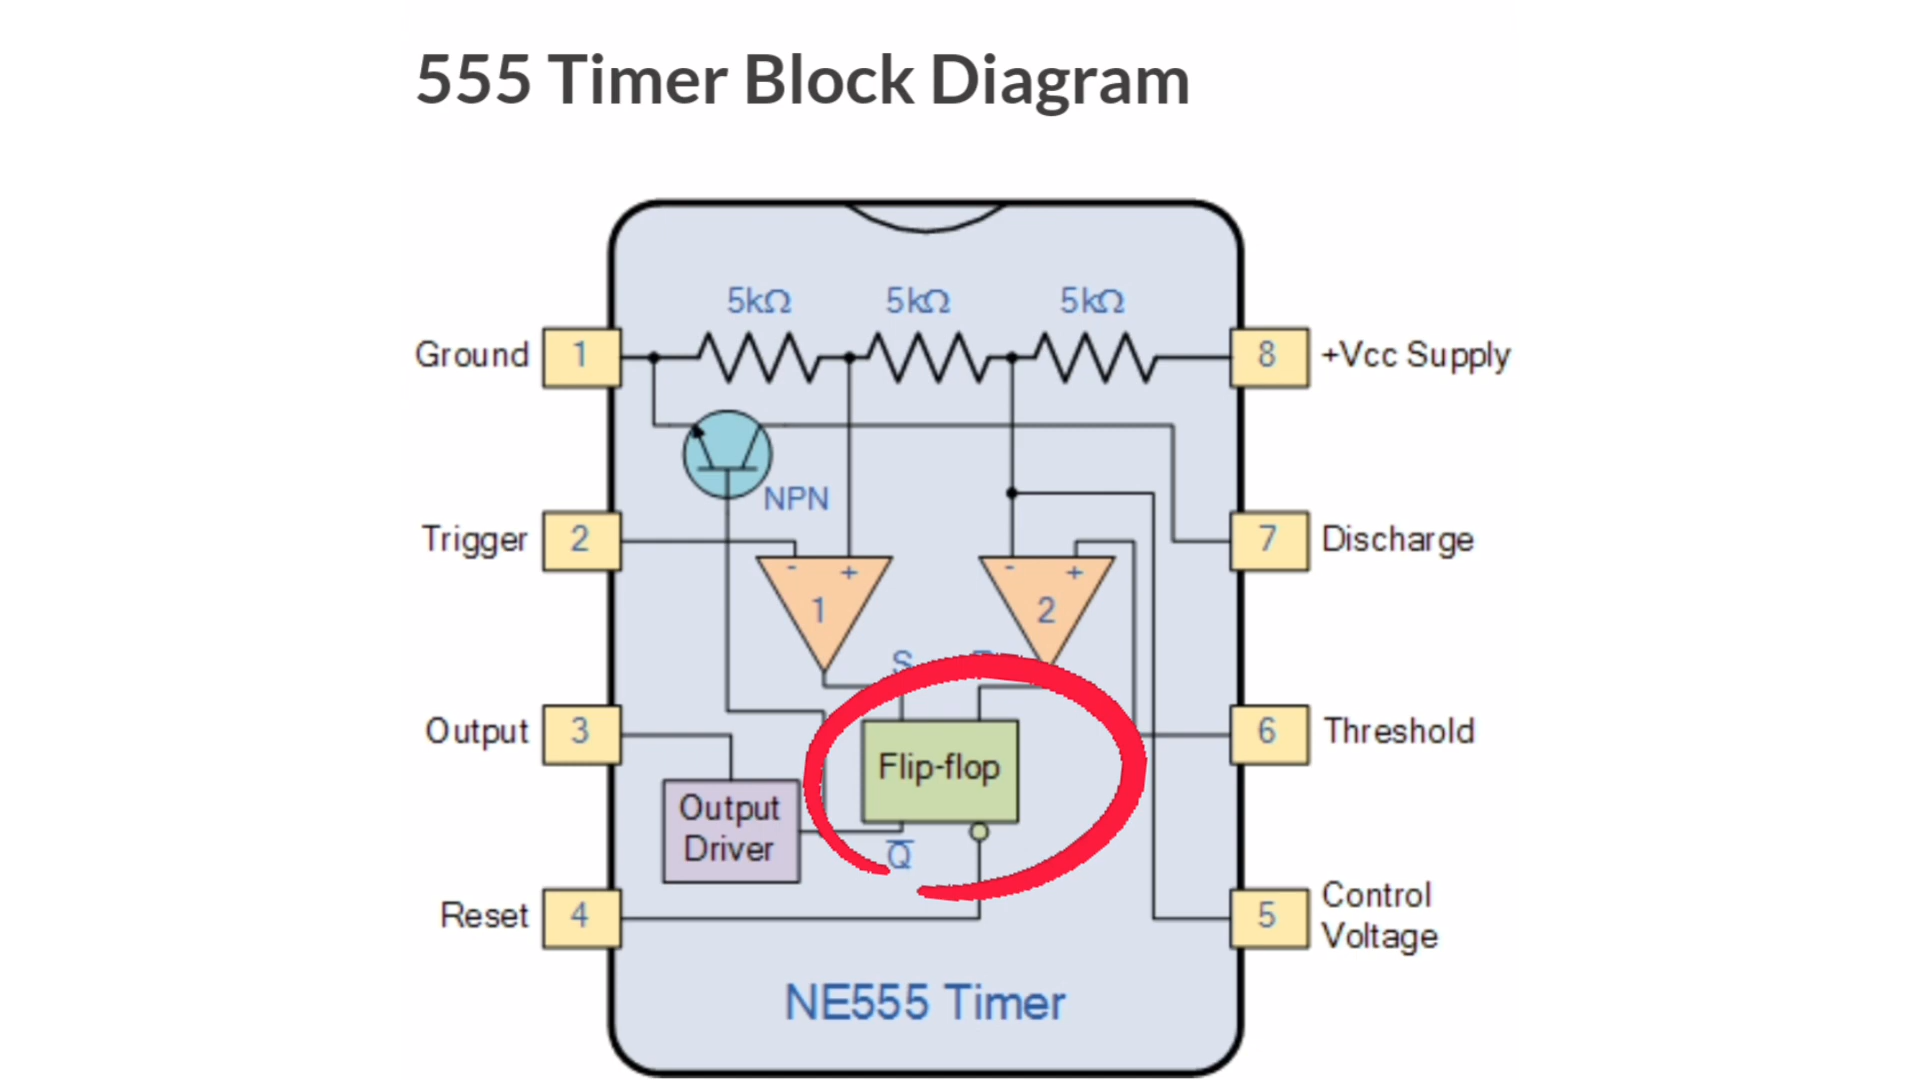 555 Timer Block Diagram
5kΩ 5kΩ 5kΩ
Ground 1 8 +Vcc Supply
NPN
Trigger 2 7 Discharge
- + - +
1 2
S
Output 3 Flip-flop 6 Threshold
Output
Driver
Q̅
Reset 4 5 Control
Voltage
NE555 Timer